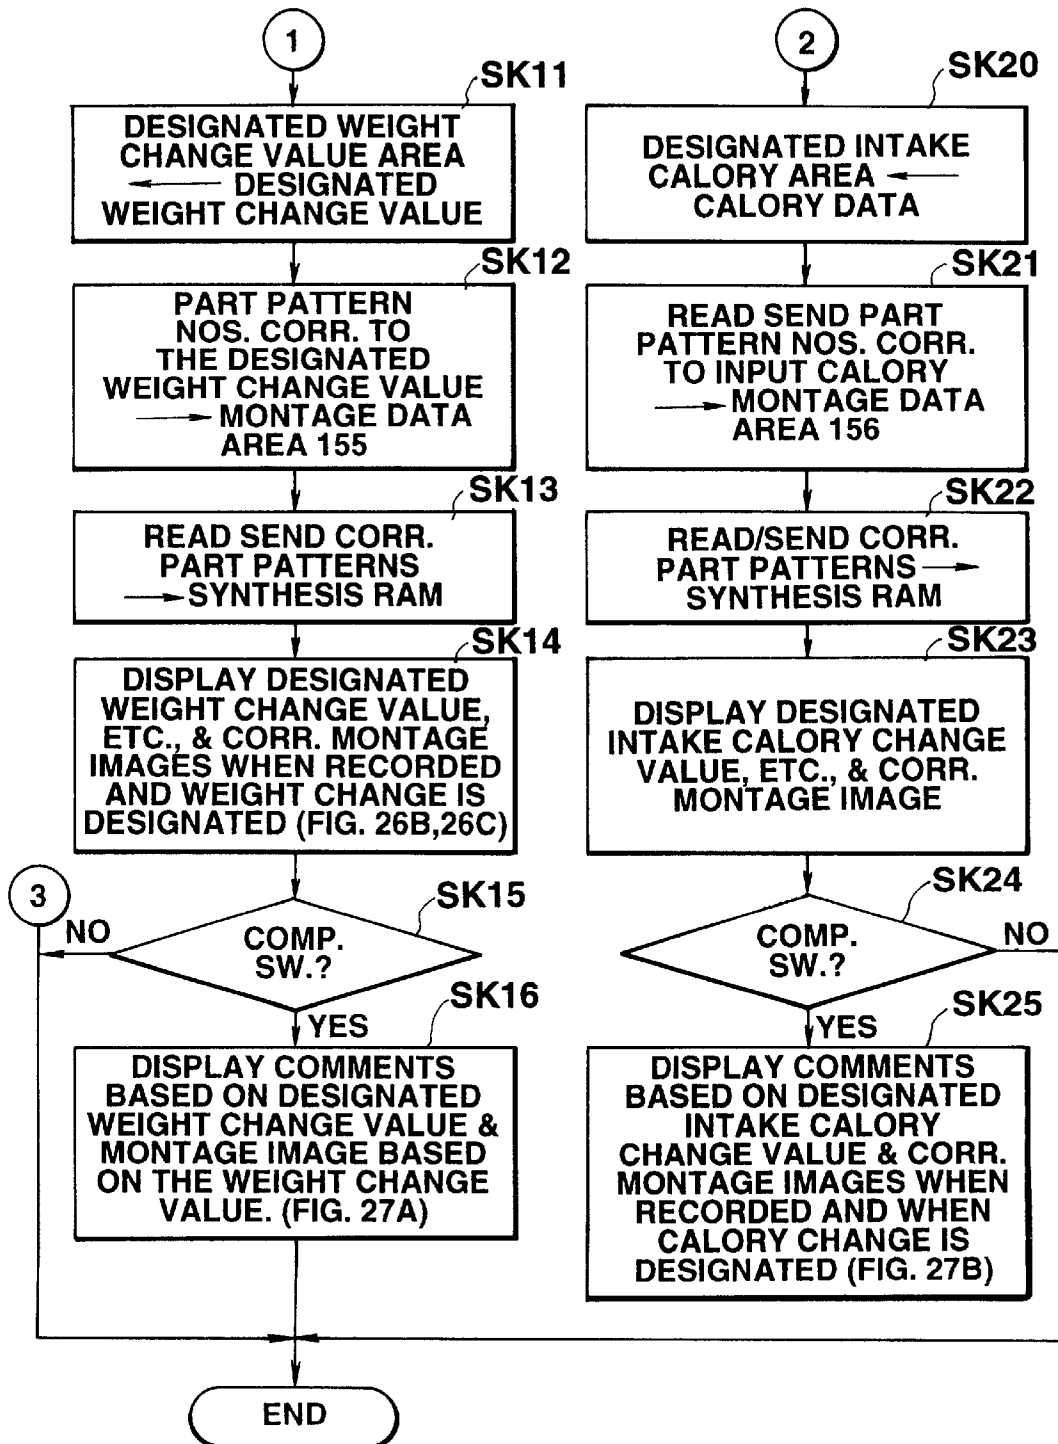 1
SK11
DESIGNATED WEIGHT
CHANGE VALUE AREA
← DESIGNATED
WEIGHT CHANGE VALUE
SK12
PART PATTERN
NOS. CORR. TO
THE DESIGNATED
WEIGHT CHANGE VALUE
→ MONTAGE DATA
AREA 155
SK13
READ SEND CORR.
PART PATTERNS
→ SYNTHESIS RAM
SK14
DISPLAY DESIGNATED
WEIGHT CHANGE VALUE,
ETC., & CORR. MONTAGE
IMAGES WHEN RECORDED
AND WEIGHT CHANGE IS
DESIGNATED (FIG. 26B,26C)
3
SK15
NO
COMP.
SW.?
YES
SK16
DISPLAY COMMENTS
BASED ON DESIGNATED
WEIGHT CHANGE VALUE &
MONTAGE IMAGE BASED
ON THE WEIGHT CHANGE
VALUE. (FIG. 27A)
2
SK20
DESIGNATED INTAKE
CALORY AREA ←
CALORY DATA
SK21
READ SEND PART
PATTERN NOS. CORR.
TO INPUT CALORY
→ MONTAGE DATA
AREA 156
SK22
READ/SEND CORR.
PART PATTERNS →
SYNTHESIS RAM
SK23
DISPLAY DESIGNATED
INTAKE CALORY CHANGE
VALUE, ETC., & CORR.
MONTAGE IMAGE
SK24
COMP.
SW.?
NO
YES
SK25
DISPLAY COMMENTS
BASED ON DESIGNATED
INTAKE CALORY
CHANGE VALUE & CORR.
MONTAGE IMAGES WHEN
RECORDED AND WHEN
CALORY CHANGE IS
DESIGNATED (FIG. 27B)
END